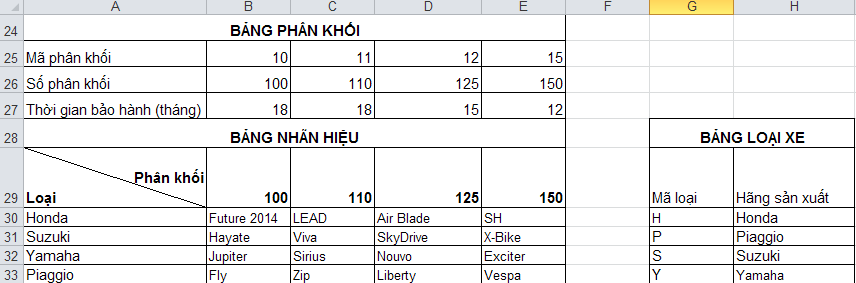 A B C D E F G H
24 BẢNG PHÂN KHỐI
25 Mã phân khối 10 11 12 15
26 Số phân khối 100 110 125 150
27 Thời gian bảo hành (tháng) 18 18 15 12
28 BẢNG NHÃN HIỆU BẢNG LOẠI XE
Phân khối
29 Loại 100 110 125 150 Mã loại Hãng sản xuất
30 Honda Future 2014 LEAD Air Blade SH H Honda
31 Suzuki Hayate Viva SkyDrive X-Bike P Piaggio
32 Yamaha Jupiter Sirius Nouvo Exciter S Suzuki
33 Piaggio Fly Zip Liberty Vespa Y Yamaha